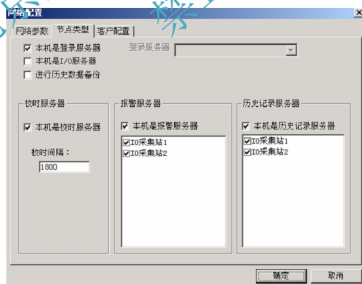 网络配置
网络参数 节点类型 客户配置
本机是登录服务器 登录服务器
本机是I/O服务器
进行历史数据备份
校时服务器 报警服务器 历史记录服务器
本机是校时服务器 本机是报警服务器 本机是历史记录服务器
校时间隔：
1800
IO采集站1 IO采集站1
IO采集站2 IO采集站2
确定 取消